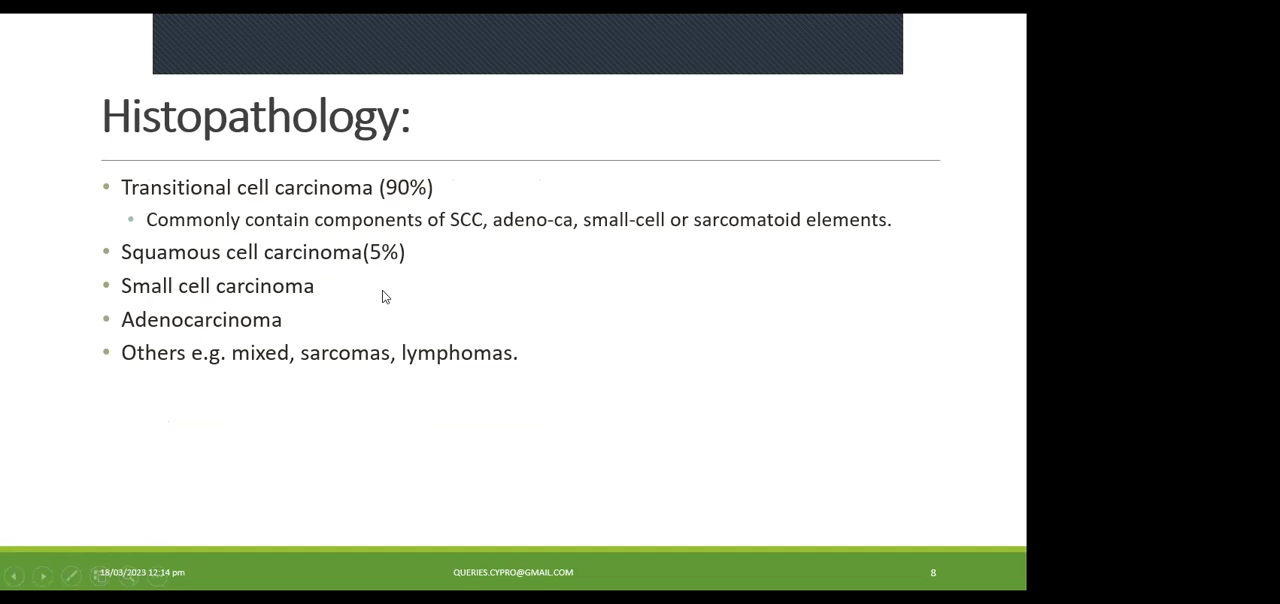 Histopathology:
Transitional cell carcinoma (90%)
Commonly contain components of SCC, adeno-ca, small-cell or sarcomatoid elements.
Squamous cell carcinoma(5%)
Small cell carcinoma
Adenocarcinoma
Others e.g. mixed, sarcomas, lymphomas.
18/03/2023 12:14 pm
QUERIES.CYPRO@GMAIL.COM
8